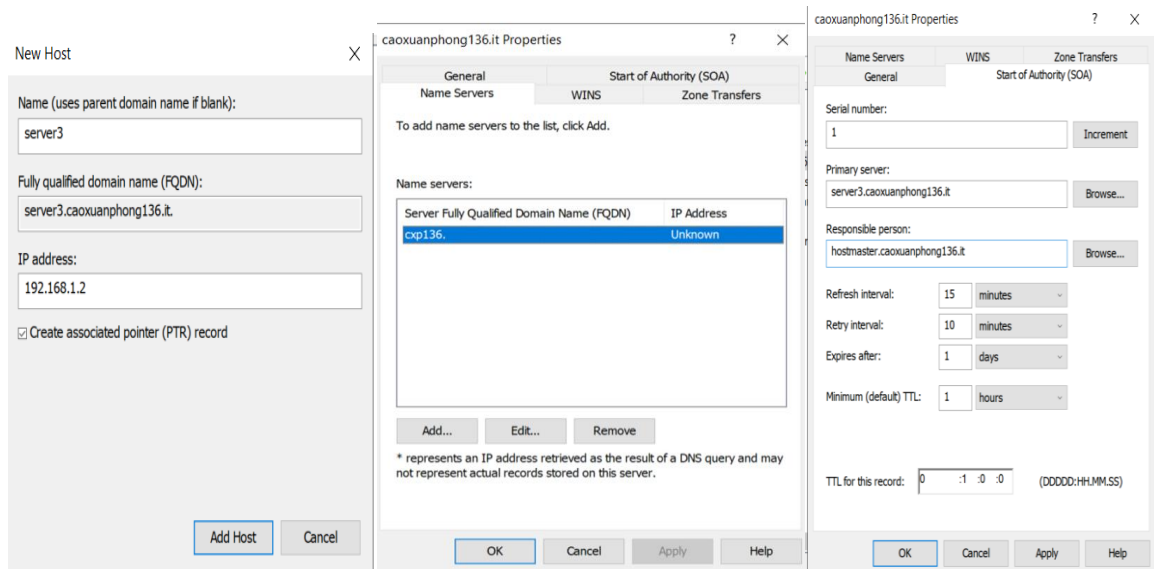 New Host
Name (uses parent domain name if blank):
server3
Fully qualified domain name (FQDN):
server3.caoxuanphong136.it.
IP address:
192.168.1.2
Create associated pointer (PTR) record
Add Host
Cancel
caoxuanphong136.it Properties
?
General
Start of Authority (SOA)
Name Servers
WINS
Zone Transfers
To add name servers to the list, click Add.
Name servers:
Server Fully Qualified Domain Name (FQDN) IP Address
cxp136. Unknown
Add...
Edit...
Remove
* represents an IP address retrieved as the result of a DNS query and may
not represent actual records stored on this server.
OK
Cancel
Apply
Help
caoxuanphong136.it Properties
?
Name Servers
WINS
Zone Transfers
General
Start of Authority (SOA)
Serial number:
1
Increment
Primary server:
server3.caoxuanphong136.it
Browse...
Responsible person:
hostmaster.caoxuanphong136.it
Browse...
Refresh interval: 15 minutes
Retry interval: 10 minutes
Expires after: 1 days
Minimum (default) TTL: 1 hours
TTL for this record: 0 :1 :0 :0 (DDDDD:HH.MM.SS)
OK
Cancel
Apply
Help